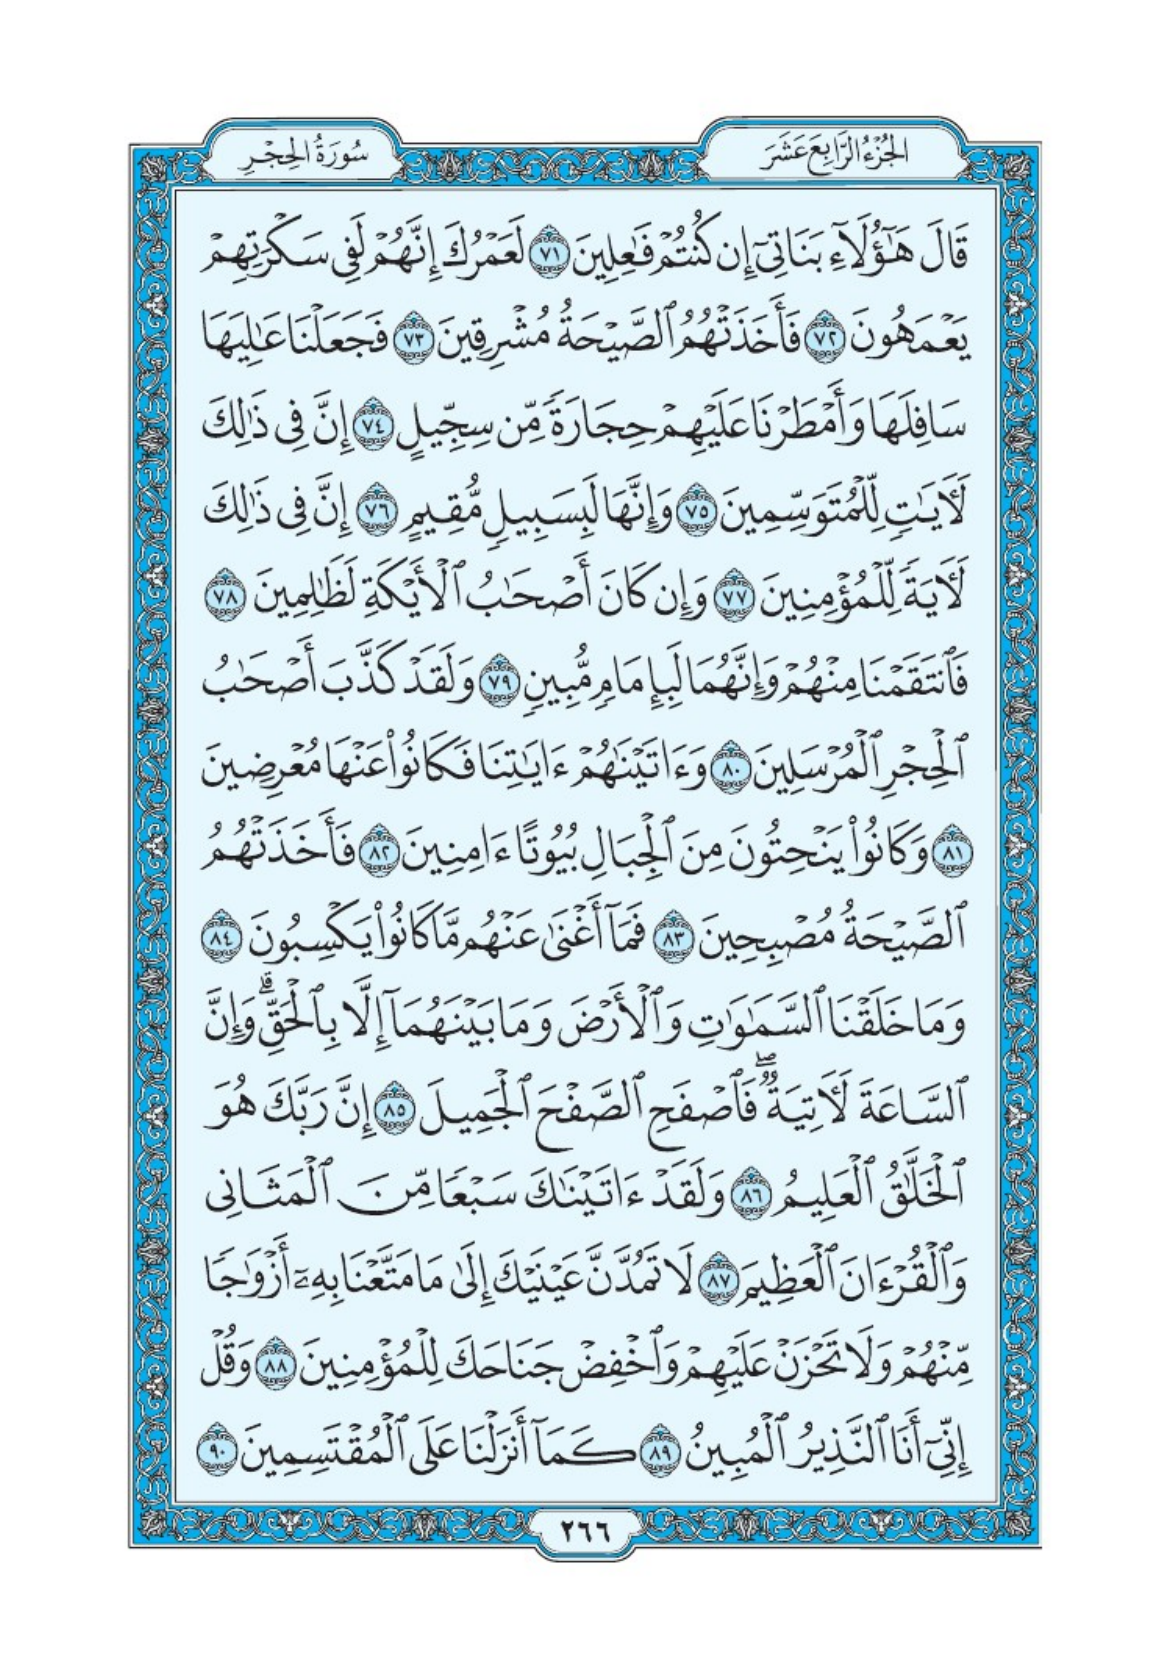 الجُزْءُ الرَّابِعَ عَشَرَ
سُورَةُ الحِجْرِ
قَالَ هَٰٓؤُلَآءِ بَنَاتِىٓ إِن كُنتُمْ فَٰعِلِينَ ٧١ لَعَمْرُكَ إِنَّهُمْ لَفِى سَكْرَتِهِمْ
يَعْمَهُونَ ٧٢ فَأَخَذَتْهُمُ ٱلصَّيْحَةُ مُشْرِقِينَ ٧٣ فَجَعَلْنَا عَٰلِيَهَا
سَافِلَهَا وَأَمْطَرْنَا عَلَيْهِمْ حِجَارَةً مِّن سِجِّيلٍ ٧٤ إِنَّ فِى ذَٰلِكَ
لَـَٔايَٰتٍ لِّلْمُتَوَسِّمِينَ ٧٥ وَإِنَّهَا لَبِسَبِيلٍ مُّقِيمٍ ٧٦ إِنَّ فِى ذَٰلِكَ
لَـَٔايَةً لِّلْمُؤْمِنِينَ ٧٧ وَإِن كَانَ أَصْحَٰبُ ٱلْأَيْكَةِ لَظَٰلِمِينَ ٧٨
فَٱنتَقَمْنَا مِنْهُمْ وَإِنَّهُمَا لَبِإِمَامٍ مُّبِينٍ ٧٩ وَلَقَدْ كَذَّبَ أَصْحَٰبُ
ٱلْحِجْرِ ٱلْمُرْسَلِينَ ٨٠ وَءَاتَيْنَٰهُمْ ءَايَٰتِنَا فَكَانُوا۟ عَنْهَا مُعْرِضِينَ
٨١ وَكَانُوا۟ يَنْحِتُونَ مِنَ ٱلْجِبَالِ بُيُوتًا ءَامِنِينَ ٨٢ فَأَخَذَتْهُمُ
ٱلصَّيْحَةُ مُصْبِحِينَ ٨٣ فَمَآ أَغْنَىٰ عَنْهُم مَّا كَانُوا۟ يَكْسِبُونَ ٨٤
وَمَا خَلَقْنَا ٱلسَّمَٰوَٰتِ وَٱلْأَرْضَ وَمَا بَيْنَهُمَآ إِلَّا بِٱلْحَقِّ ۗ وَإِنَّ
ٱلسَّاعَةَ لَـَٔاتِيَةٌ ۖ فَٱصْفَحِ ٱلصَّفْحَ ٱلْجَمِيلَ ٨٥ إِنَّ رَبَّكَ هُوَ
ٱلْخَلَّٰقُ ٱلْعَلِيمُ ٨٦ وَلَقَدْ ءَاتَيْنَٰكَ سَبْعًا مِّنَ ٱلْمَثَانِى
وَٱلْقُرْءَانَ ٱلْعَظِيمَ ٨٧ لَا تَمُدَّنَّ عَيْنَيْكَ إِلَىٰ مَا مَتَّعْنَا بِهِۦٓ أَزْوَٰجًا
مِّنْهُمْ وَلَا تَحْزَنْ عَلَيْهِمْ وَٱخْفِضْ جَنَاحَكَ لِلْمُؤْمِنِينَ ٨٨ وَقُلْ
إِنِّىٓ أَنَا ٱلنَّذِيرُ ٱلْمُبِينُ ٨٩ كَمَآ أَنزَلْنَا عَلَى ٱلْمُقْتَسِمِينَ ٩٠
٢٦٦